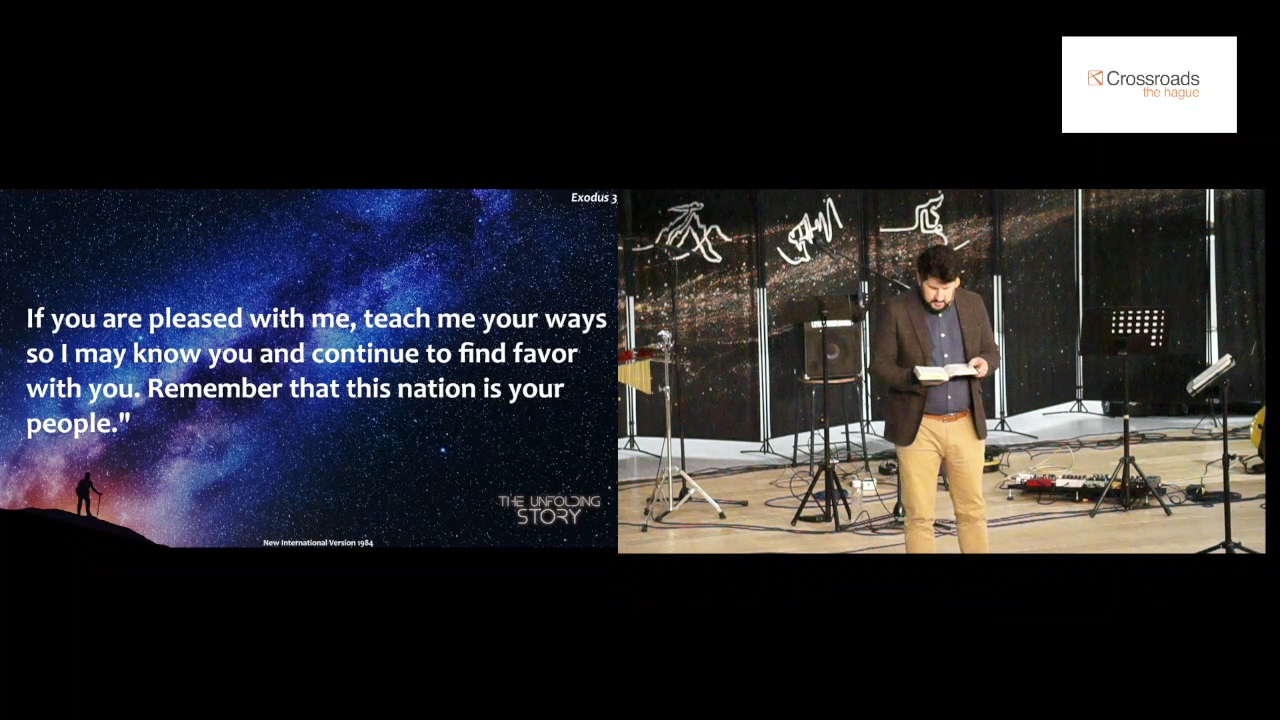 Crossroads
the hague
Exodus 3
If you are pleased with me, teach me your ways
so I may know you and continue to find favor
with you. Remember that this nation is your
people."
THE UNFOLDING
STORY
New International Version 1984